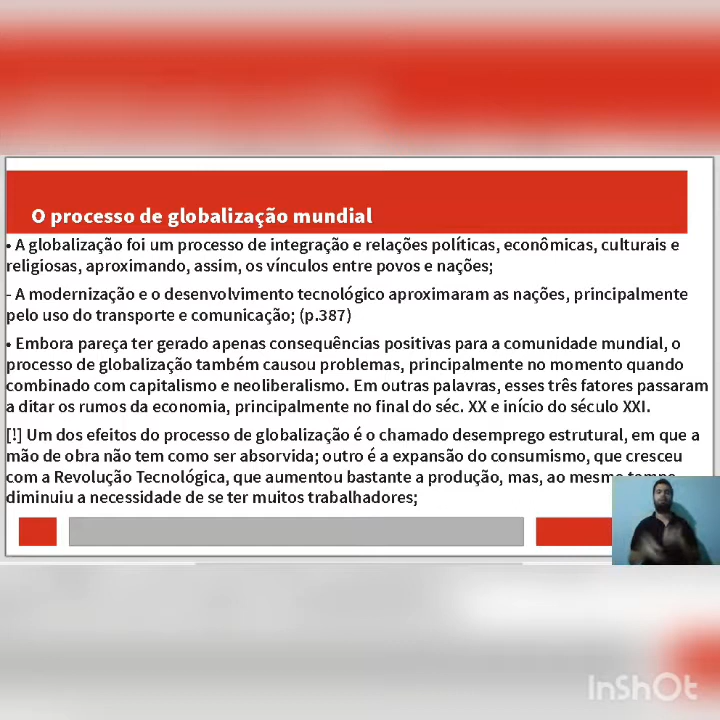 O processo de globalização mundial
• A globalização foi um processo de integração e relações políticas, econômicas, culturais e
religiosas, aproximando, assim, os vínculos entre povos e nações;
- A modernização e o desenvolvimento tecnológico aproximaram as nações, principalmente
pelo uso do transporte e comunicação; (p.387)
• Embora pareça ter gerado apenas consequências positivas para a comunidade mundial, o
processo de globalização também causou problemas, principalmente no momento quando
combinado com capitalismo e neoliberalismo. Em outras palavras, esses três fatores passaram
a ditar os rumos da economia, principalmente no final do séc. XX e início do século XXI.
[!] Um dos efeitos do processo de globalização é o chamado desemprego estrutural, em que a
mão de obra não tem como ser absorvida; outro é a expansão do consumismo, que cresceu
com a Revolução Tecnológica, que aumentou bastante a produção, mas, ao mesmo tempo
diminuiu a necessidade de se ter muitos trabalhadores;
InShOt